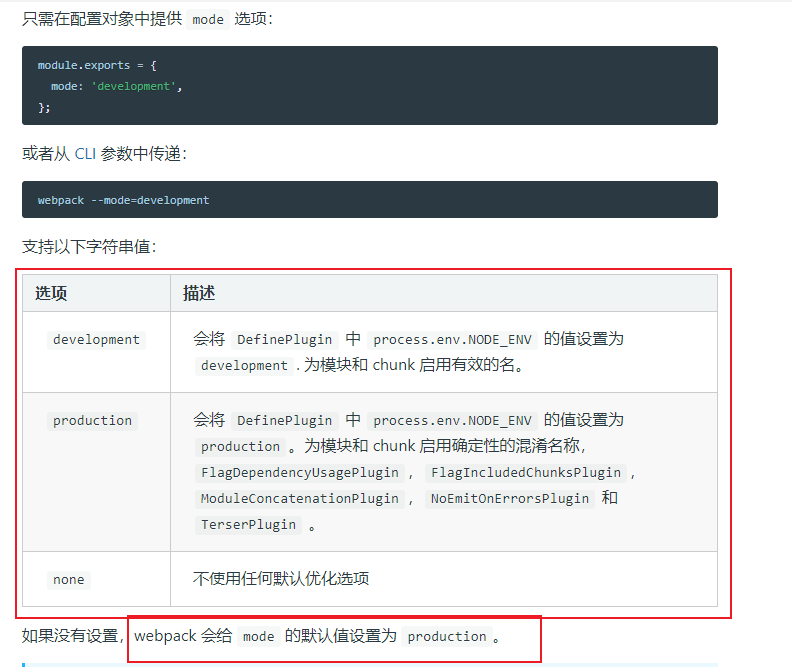 只需在配置对象中提供 mode 选项：
module.exports = {
  mode: 'development',
};
或者从 CLI 参数中传递：
webpack --mode=development
支持以下字符串值：
选项 描述
development 会将 DefinePlugin 中 process.env.NODE_ENV 的值设置为
development . 为模块和 chunk 启用有效的名。
production 会将 DefinePlugin 中 process.env.NODE_ENV 的值设置为
production 。为模块和 chunk 启用确定性的混淆名称，
FlagDependencyUsagePlugin ，FlagIncludedChunksPlugin ，
ModuleConcatenationPlugin ，NoEmitOnErrorsPlugin 和
TerserPlugin 。
none 不使用任何默认优化选项
如果没有设置，webpack 会给 mode 的默认值设置为 production 。